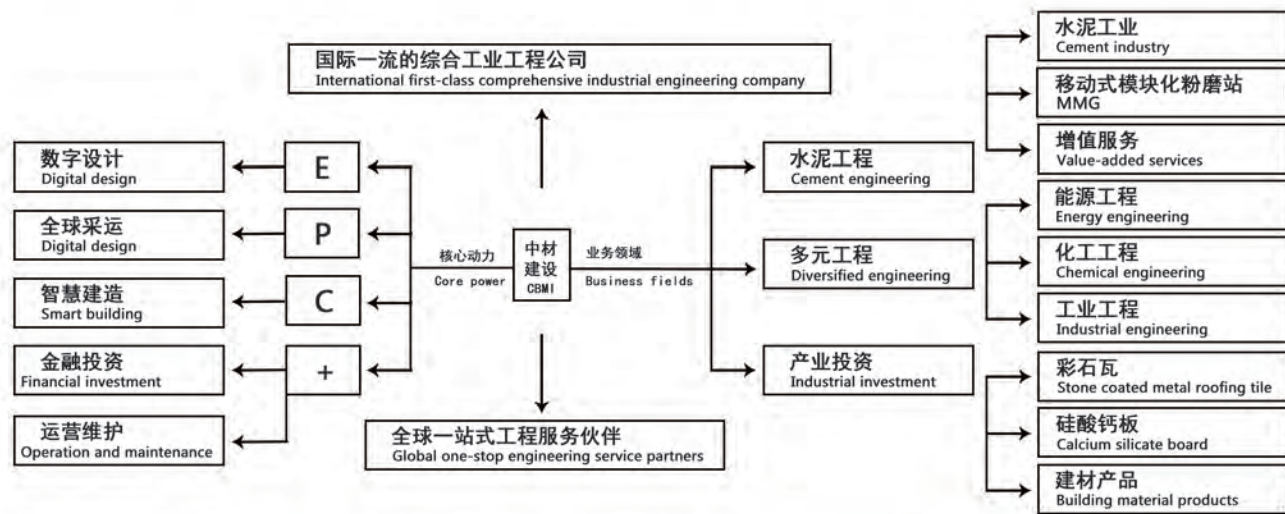 国际一流的综合工业工程公司
International first-class comprehensive industrial engineering company
数字设计
Digital design
E
全球采运
Digital design
P
智慧建造
Smart building
C
金融投资
Financial investment
+
运营维护
Operation and maintenance
核心动力
Core power
中材
建设
CBMI
业务领域
Business fields
全球一站式工程服务伙伴
Global one-stop engineering service partners
水泥工程
Cement engineering
多元工程
Diversified engineering
产业投资
Industrial investment
水泥工业
Cement industry
移动式模块化粉磨站
MMG
增值服务
Value-added services
能源工程
Energy engineering
化工工程
Chemical engineering
工业工程
Industrial engineering
彩石瓦
Stone coated metal roofing tile
硅酸钙板
Calcium silicate board
建材产品
Building material products